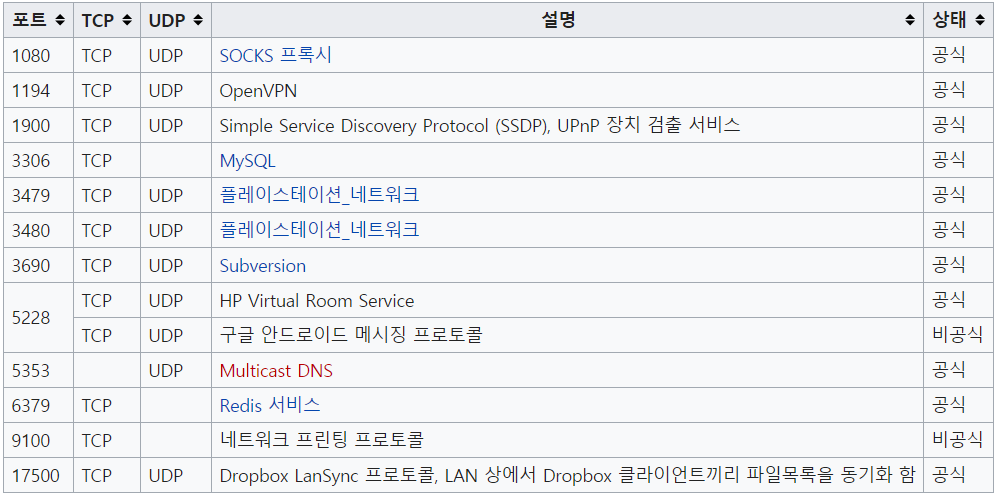 포트 TCP UDP 설명 상태
1080 TCP UDP SOCKS 프록시 공식
1194 TCP UDP OpenVPN 공식
1900 TCP UDP Simple Service Discovery Protocol (SSDP), UPnP 장치 검출 서비스 공식
3306 TCP MySQL 공식
3479 TCP UDP 플레이스테이션_네트워크 공식
3480 TCP UDP 플레이스테이션_네트워크 공식
3690 TCP UDP Subversion 공식
5228 TCP UDP HP Virtual Room Service 공식
TCP UDP 구글 안드로이드 메시징 프로토콜 비공식
5353 UDP Multicast DNS 공식
6379 TCP Redis 서비스 공식
9100 TCP 네트워크 프린팅 프로토콜 비공식
17500 TCP UDP Dropbox LanSync 프로토콜, LAN 상에서 Dropbox 클라이언트끼리 파일목록을 동기화 함 공식